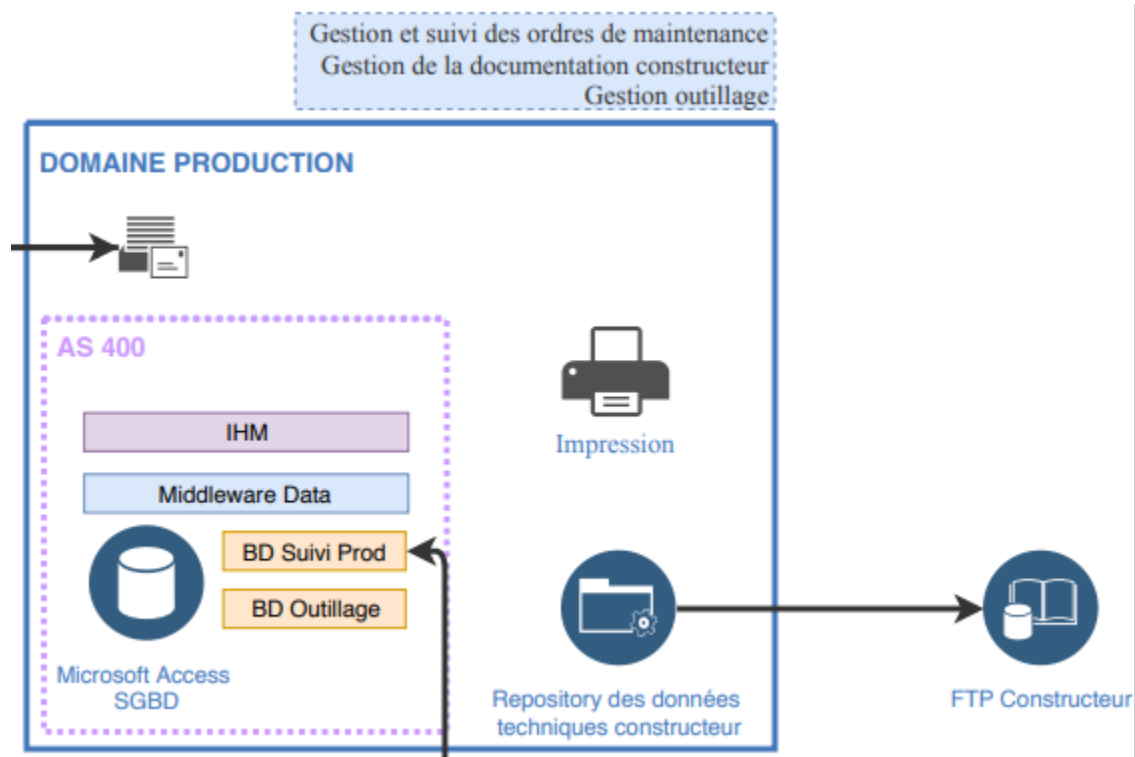 Gestion et suivi des ordres de maintenance
Gestion de la documentation constructeur
Gestion outillage
DOMAINE PRODUCTION
AS 400
IHM
Middleware Data
BD Suivi Prod
BD Outillage
Microsoft Access
SGBD
Impression
Repository des données
techniques constructeur
FTP Constructeur